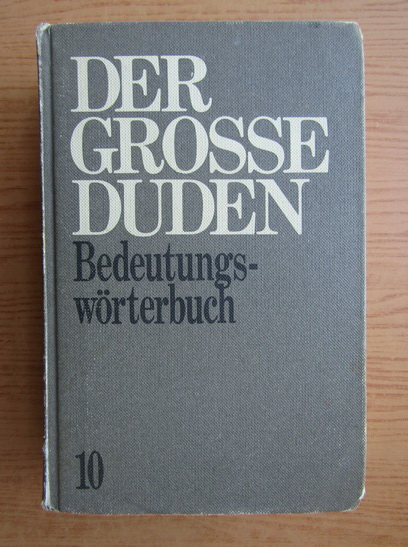 DER
GROSSE
DUDEN
Bedeutungs-
wörterbuch
10